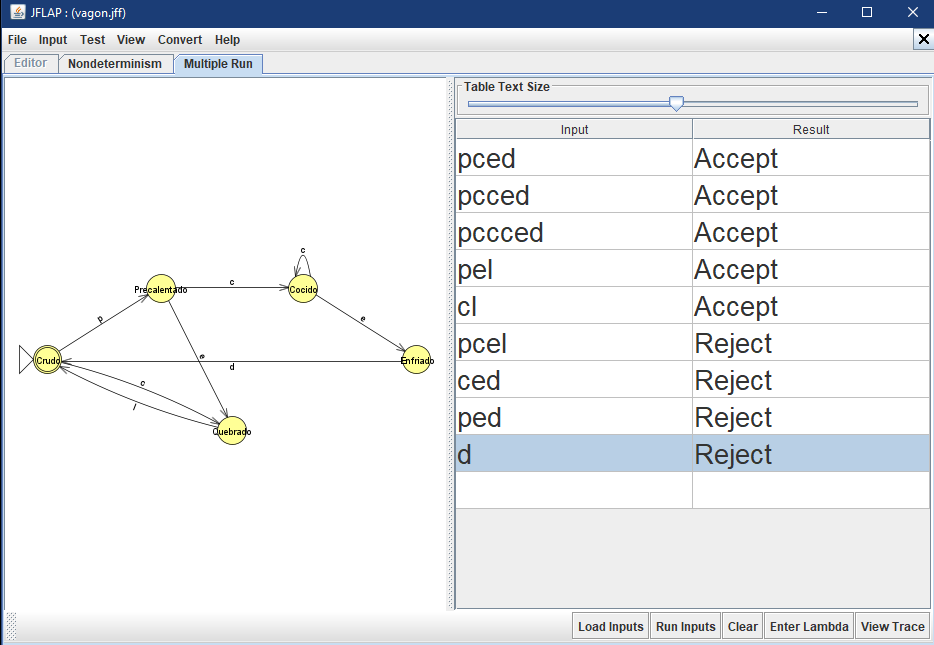 JFLAP : (vagon.jff)
File Input Test View Convert Help
Editor Nondeterminism Multiple Run
Table Text Size
Input Result
pced Accept
pcced Accept
pccced Accept
pel Accept
cl Accept
pcel Reject
ced Reject
ped Reject
d Reject
c
Precalentado c Cocido
p e
e
Crudo d Enfriado
c
l
Quebrado
Load Inputs Run Inputs Clear Enter Lambda View Trace